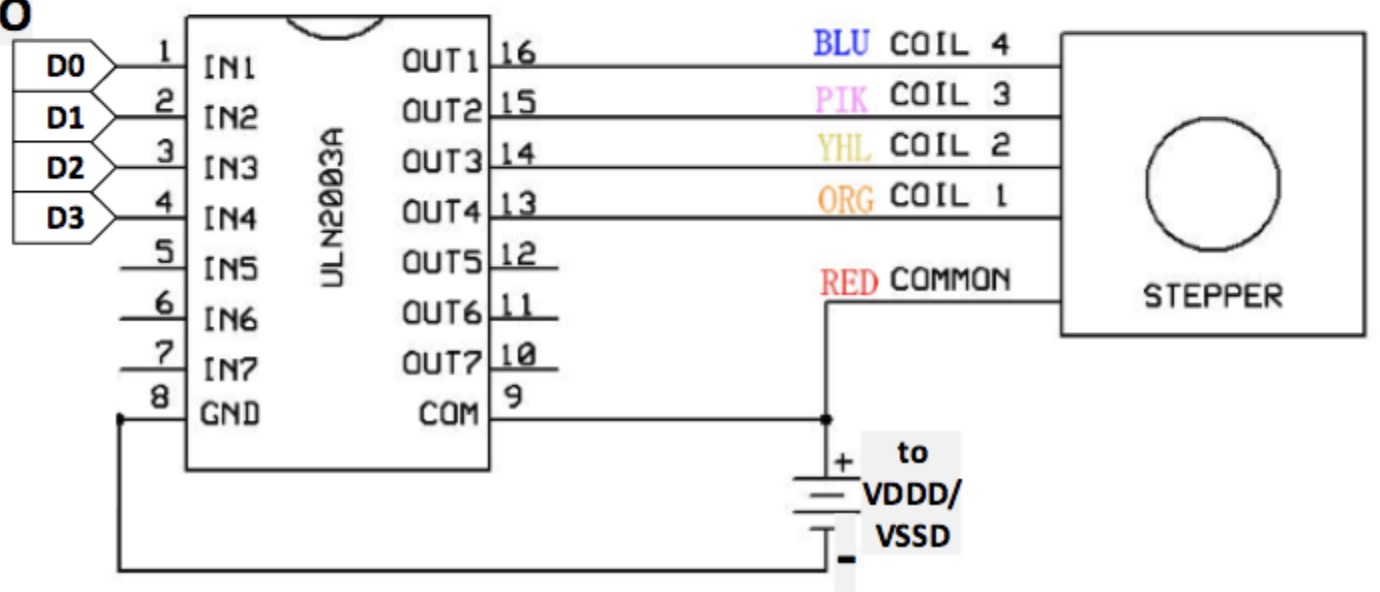 O
D0
D1
D2
D3
1
2
3
4
5
6
7
8
IN1
IN2
IN3
IN4
IN5
IN6
IN7
GND
ULN2003A
OUT1
OUT2
OUT3
OUT4
OUT5
OUT6
OUT7
COM
16
15
14
13
12
11
10
9
BLU COIL 4
PIK COIL 3
YHL COIL 2
ORG COIL 1
RED COMMON
STEPPER
+
to
VDDD/
VSSD
-